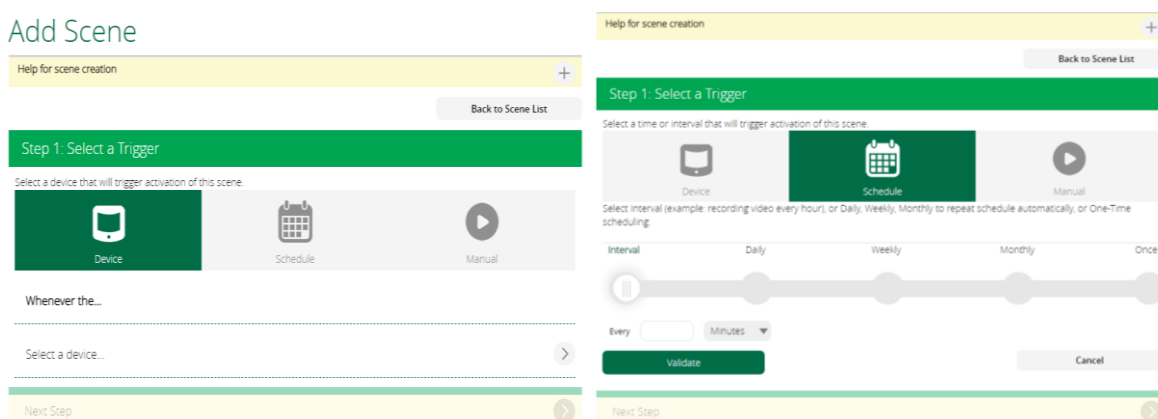 Add Scene
Help for scene creation
Back to Scene List
Step 1: Select a Trigger
Select a device that will trigger activation of this scene.
Device
Schedule
Manual
Whenever the...
Select a device...
Next Step
Help for scene creation
Back to Scene List
Step 1: Select a Trigger
Select a time or interval that will trigger activation of this scene.
Device
Schedule
Manual
Select Interval (example: recording video every hour), or Daily, Weekly, Monthly to repeat schedule automatically, or One-Time
scheduling
Interval
Daily
Weekly
Monthly
Once
Every
Minutes
Validate
Cancel
Next Step